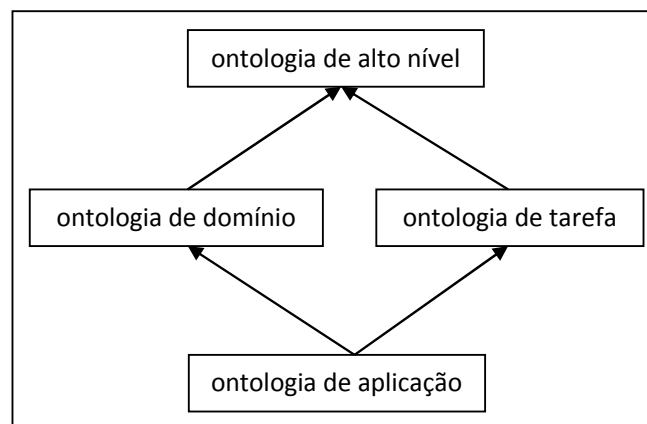 ontologia de alto nível
ontologia de domínio
ontologia de tarefa
ontologia de aplicação